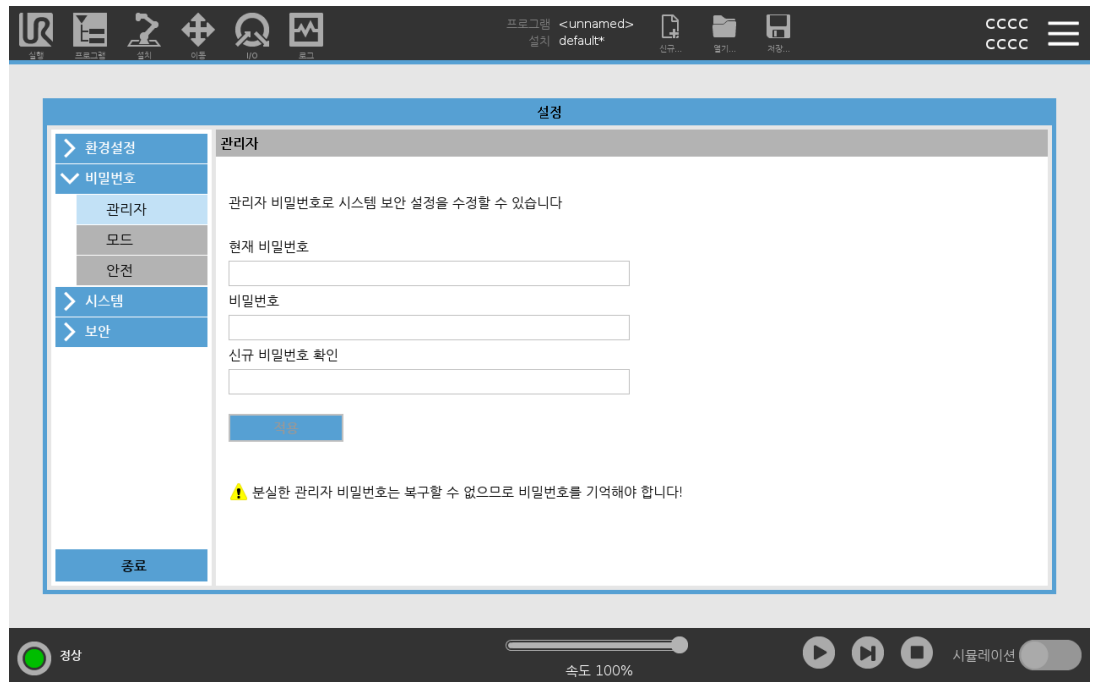 실행 프로그램 설치 이동 I/O 로그
프로그램 <unnamed>
설치 default*
신규... 열기... 저장...
cccc
cccc
설정
환경설정
비밀번호
관리자
모드
안전
시스템
보안
종료
관리자
관리자 비밀번호로 시스템 보안 설정을 수정할 수 있습니다
현재 비밀번호
비밀번호
신규 비밀번호 확인
적용
분실한 관리자 비밀번호는 복구할 수 없으므로 비밀번호를 기억해야 합니다!
정상
속도 100%
시뮬레이션